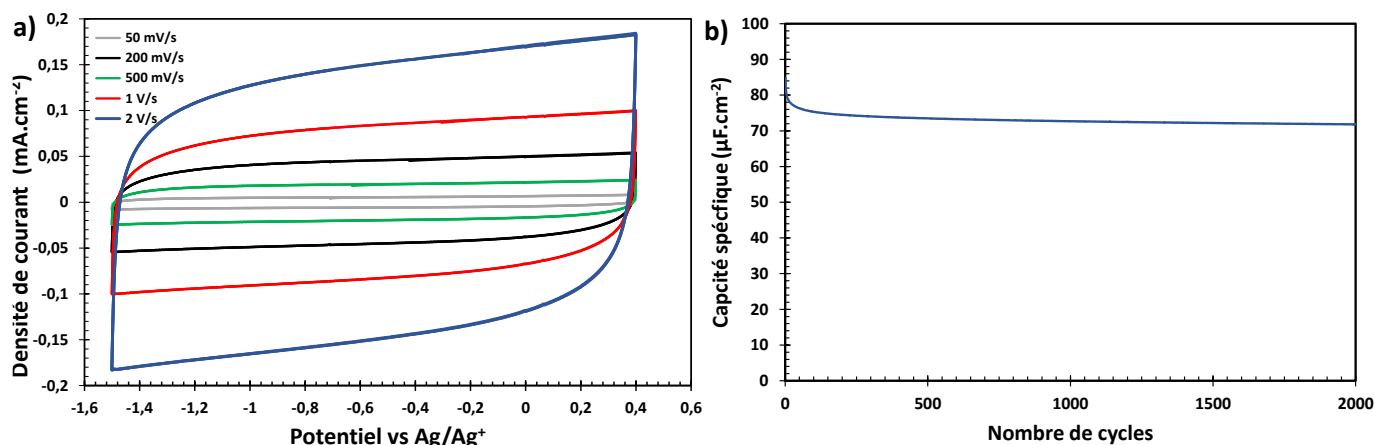 a)
Densité de courant (mA.cm⁻²)
0,2
0,15
0,1
0,05
0
-0,05
-0,1
-0,15
-0,2
50 mV/s
200 mV/s
500 mV/s
1 V/s
2 V/s
-1,6 -1,4 -1,2 -1 -0,8 -0,6 -0,4 -0,2 0 0,2 0,4 0,6
Potentiel vs Ag/Ag⁺
b)
Capcité spécfique (µF.cm⁻²)
100
90
80
70
60
50
40
30
20
10
0
0 500 1000 1500 2000
Nombre de cycles